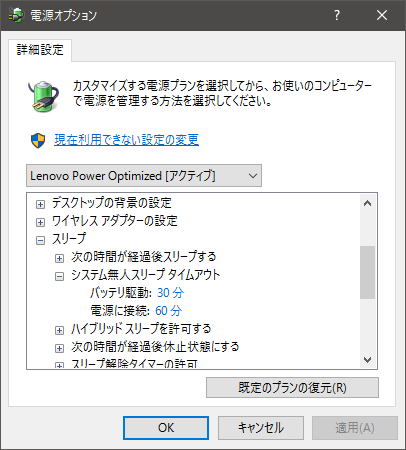 電源オプション
詳細設定
カスタマイズする電源プランを選択してから、お使いのコンピューター
で電源を管理する方法を選択してください。
現在利用できない設定の変更
Lenovo Power Optimized [アクティブ]
デスクトップの背景の設定
ワイヤレス アダプターの設定
スリープ
次の時間が経過後スリープする
システム無人スリープ タイムアウト
バッテリ駆動: 30 分
電源に接続: 60 分
ハイブリッド スリープを許可する
次の時間が経過後休止状態にする
スリープ解除タイマーの許可
既定のプランの復元(R)
OK キャンセル 適用(A)